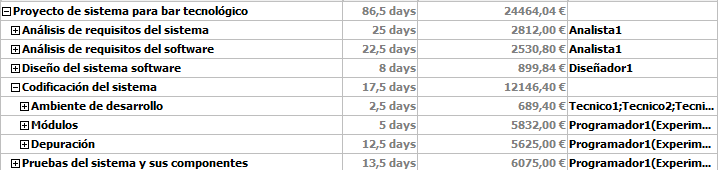 Proyecto de sistema para bar tecnológico 86,5 days 24464,04 €
Análisis de requisitos del sistema 25 days 2812,00 € Analista1
Análisis de requisitos del software 22,5 days 2530,80 € Analista1
Diseño del sistema software 8 days 899,84 € Diseñador1
Codificación del sistema 17,5 days 12146,40 €
Ambiente de desarrollo 2,5 days 689,40 € Tecnico1;Tecnico2;Tecni...
Módulos 5 days 5832,00 € Programador1(Experim...
Depuración 12,5 days 5625,00 € Programador1(Experim...
Pruebas del sistema y sus componentes 13,5 days 6075,00 € Programador1(Experim...